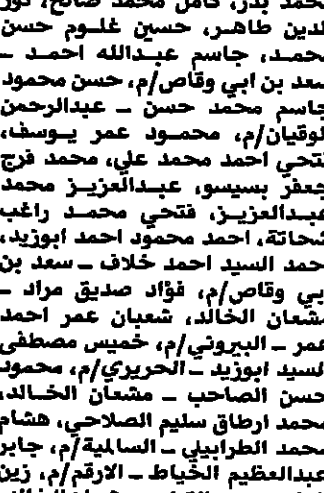 محمد بدر، كامل محمد صالح، نور
لدين طاهر، حسين غلوم حسن
محمد، جاسم عبدالله احمد ـ
سعد بن ابي وقاص/م، حسن محمود
جاسم محمد حسن ـ عبدالرحمن
لوقيان/م، محمود عمر يوسف،
فتحي احمد محمد علي، محمد فرج
جعفر بسيسو، عبدالعزيز محمد
عبدالعزيز، فتحي محمد راغب
شحاتة، احمد محمود احمد ابوزيد،
احمد السيد احمد خلاف ـ سعد بن
ابي وقاص/م، فؤاد صديق مراد ـ
مشعان الخالد، شعبان عمر احمد
عمر ـ البيروني/م، خميس مصطفى
السيد ابوزيد ـ الحريري/م، محمود
حسن الصاحب ـ مشعان الخالد،
محمد ارطاق سليم الصلاحي، هشام
محمد الطرابيلي ـ السالمية/م، جابر
عبدالعظيم الخياط ـ الارقم/م، زين